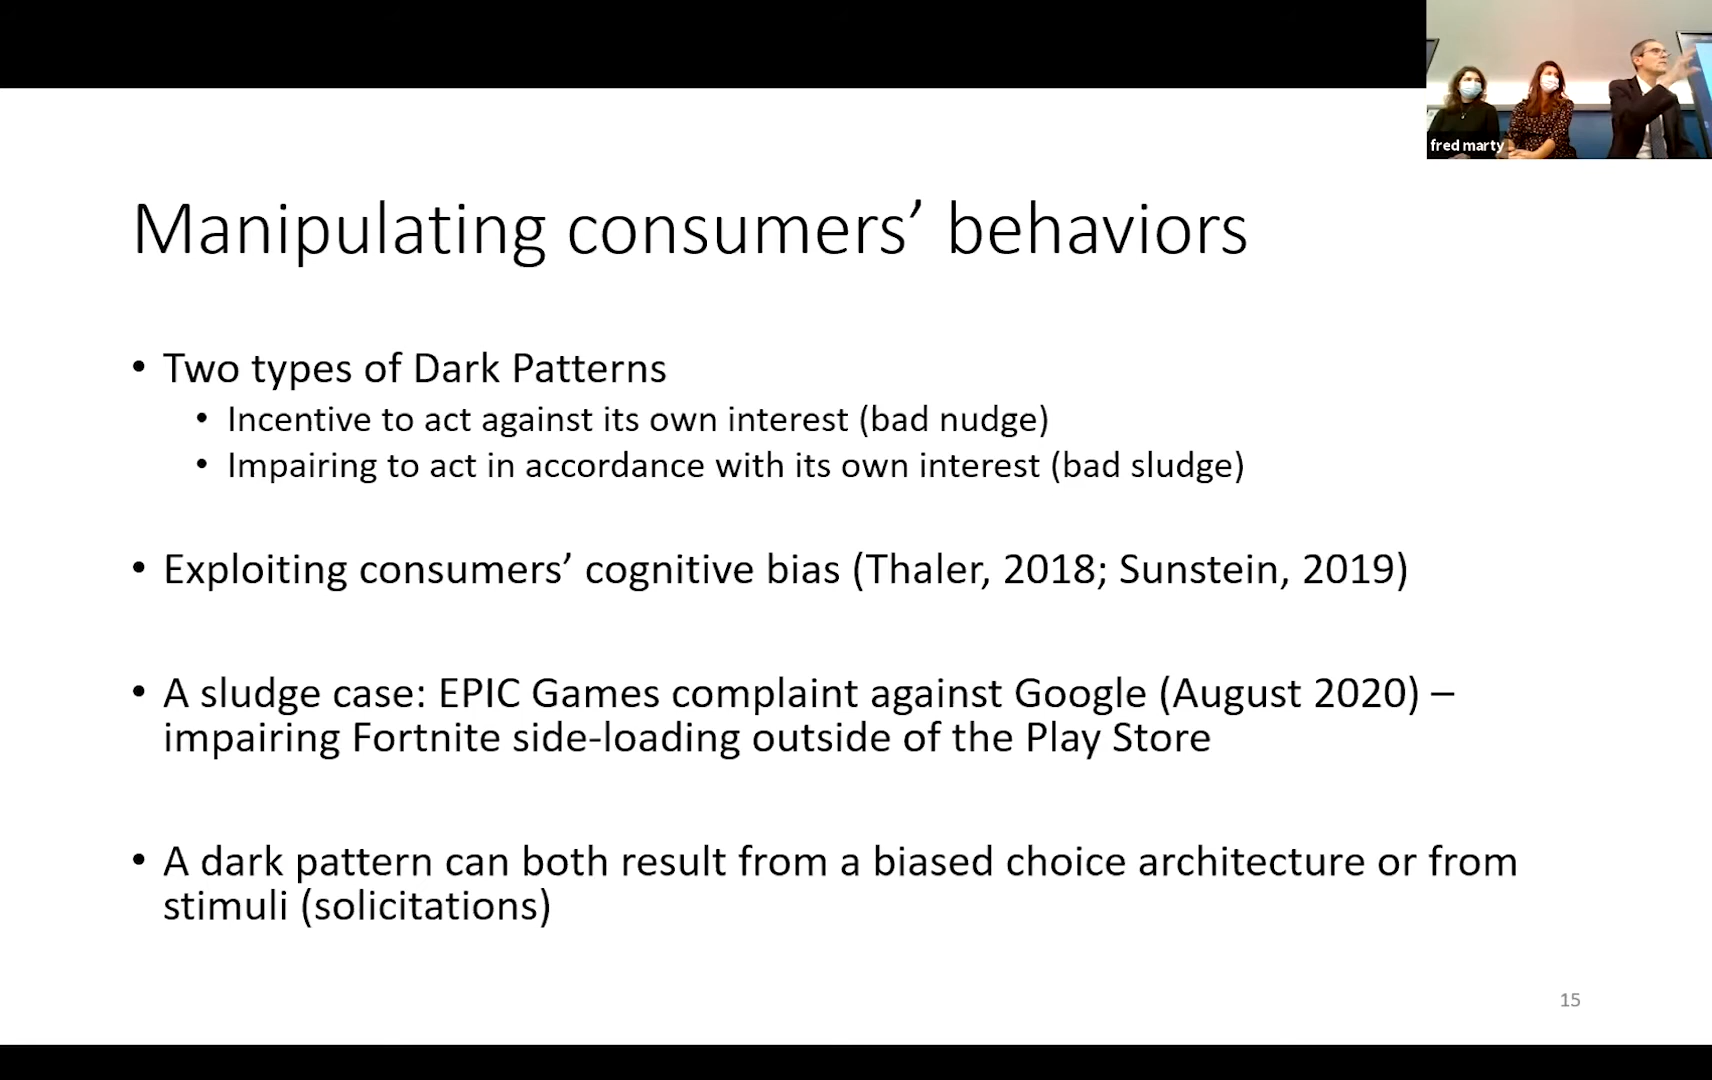 fred marty
Manipulating consumers’ behaviors
• Two types of Dark Patterns
• Incentive to act against its own interest (bad nudge)
• Impairing to act in accordance with its own interest (bad sludge)
• Exploiting consumers’ cognitive bias (Thaler, 2018; Sunstein, 2019)
• A sludge case: EPIC Games complaint against Google (August 2020) –
impairing Fortnite side-loading outside of the Play Store
• A dark pattern can both result from a biased choice architecture or from
stimuli (solicitations)
15